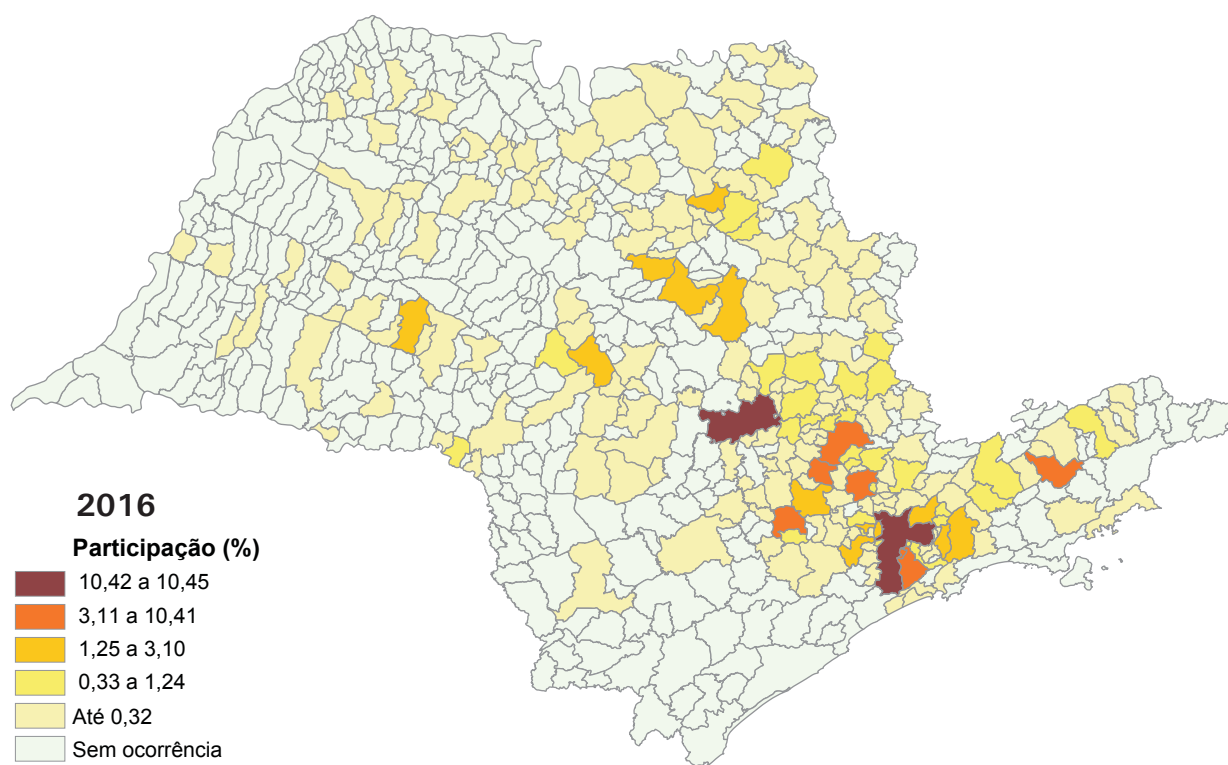 2016
Participação (%)
10,42 a 10,45
3,11 a 10,41
1,25 a 3,10
0,33 a 1,24
Até 0,32
Sem ocorrência